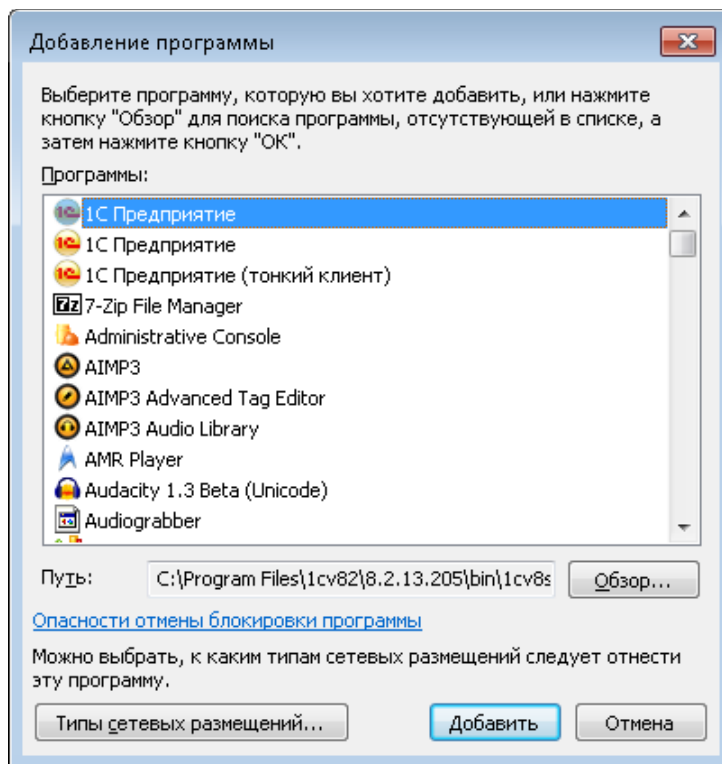 Добавление программы
Выберите программу, которую вы хотите добавить, или нажмите
кнопку "Обзор" для поиска программы, отсутствующей в списке, а
затем нажмите кнопку "ОК".
Программы:
1С Предприятие
1С Предприятие
1С Предприятие (тонкий клиент)
7-Zip File Manager
Administrative Console
AIMP3
AIMP3 Advanced Tag Editor
AIMP3 Audio Library
AMR Player
Audacity 1.3 Beta (Unicode)
Audiograbber
Путь: C:\Program Files\1cv82\8.2.13.205\bin\1cv8s Обзор...
Опасности отмены блокировки программы
Можно выбрать, к каким типам сетевых размещений следует отнести
эту программу.
Типы сетевых размещений... Добавить Отмена